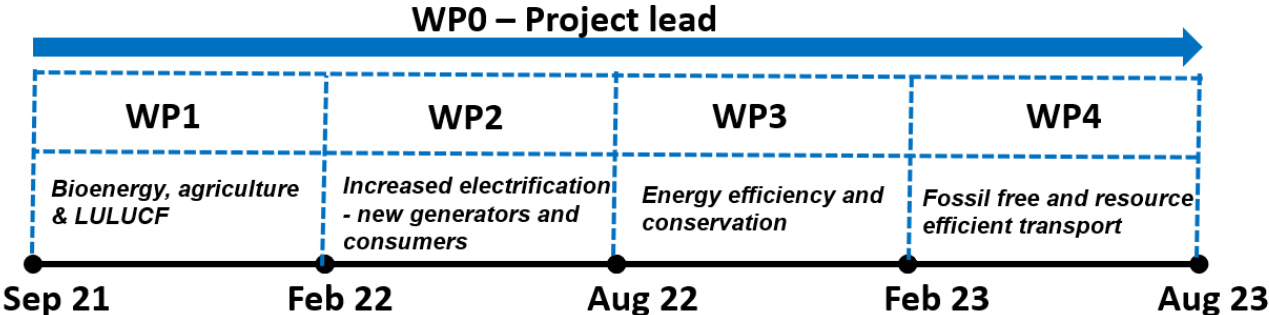 WP0 – Project lead
WP1
WP2
WP3
WP4
Bioenergy, agriculture
& LULUCF
Increased electrification
- new generators and
consumers
Energy efficiency and
conservation
Fossil free and resource
efficient transport
Sep 21
Feb 22
Aug 22
Feb 23
Aug 23